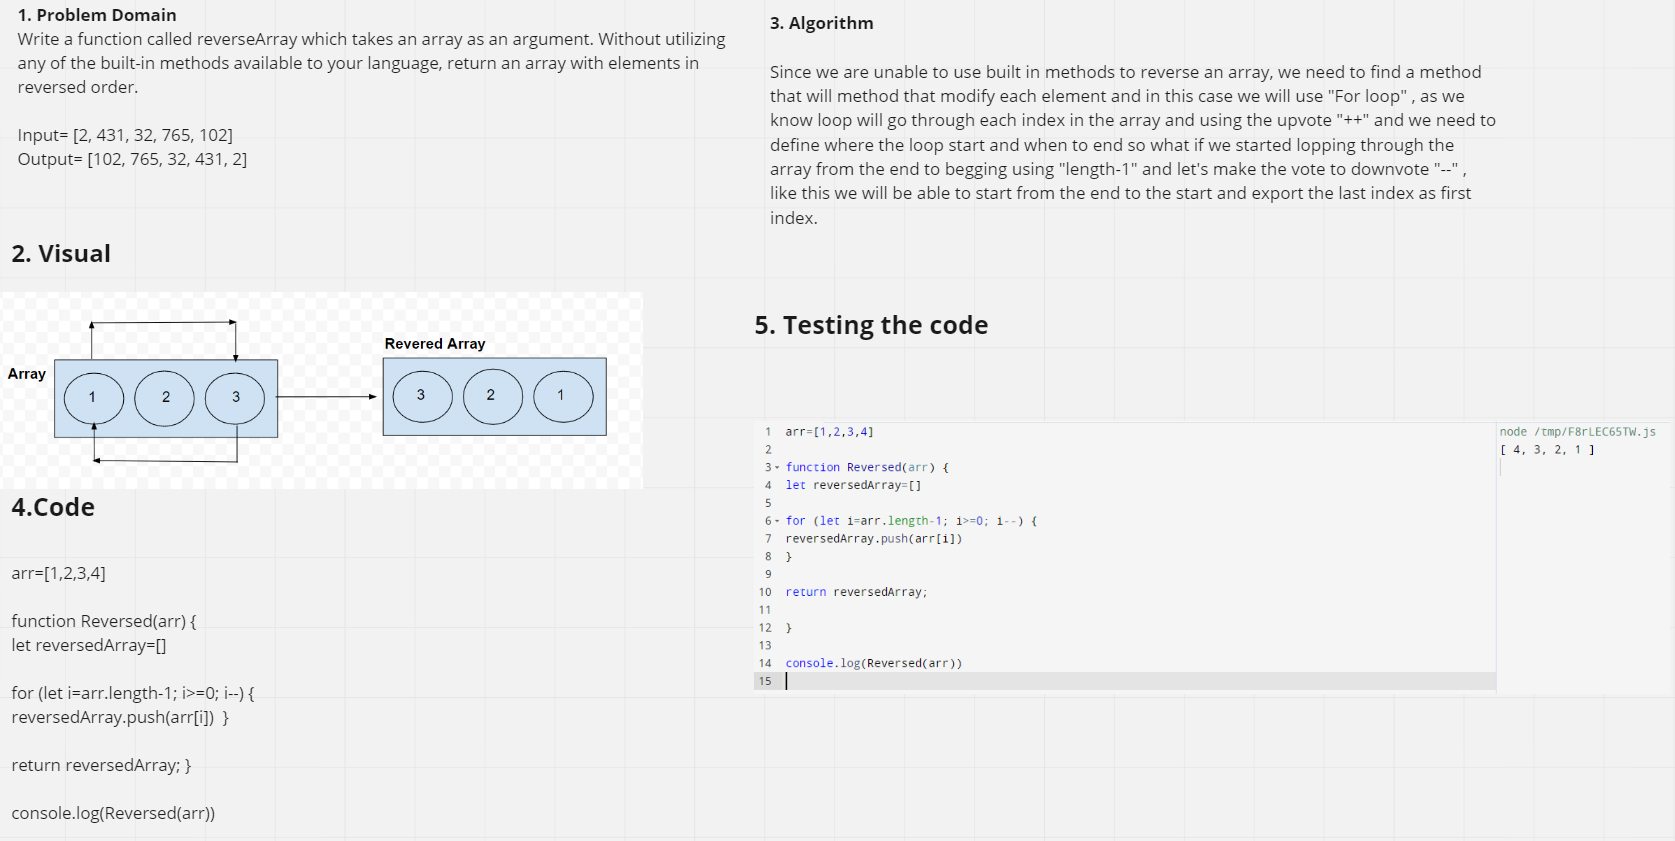 1. Problem Domain
Write a function called reverseArray which takes an array as an argument. Without utilizing
any of the built-in methods available to your language, return an array with elements in
reversed order.
Input= [2, 431, 32, 765, 102]
Output= [102, 765, 32, 431, 2]
2. Visual
Array
1 2 3
Revered Array
3 2 1
4.Code
arr=[1,2,3,4]
function Reversed(arr) {
let reversedArray=[]
for (let i=arr.length-1; i>=0; i--) {
reversedArray.push(arr[i])  }
return reversedArray; }
console.log(Reversed(arr))
3. Algorithm
Since we are unable to use built in methods to reverse an array, we need to find a method
that will method that modify each element and in this case we will use "For loop" , as we
know loop will go through each index in the array and using the upvote "++" and we need to
define where the loop start and when to end so what if we started lopping through the
array from the end to begging using "length-1" and let's make the vote to downvote "--" ,
like this we will be able to start from the end to the start and export the last index as first
index.
5. Testing the code
1 arr=[1,2,3,4]
2
3 function Reversed(arr) {
4 let reversedArray=[]
5
6 for (let i=arr.length-1; i>=0; i--) {
7 reversedArray.push(arr[i])
8 }
9
10 return reversedArray;
11
12 }
13
14 console.log(Reversed(arr))
15
node /tmp/F8rLEC65TW.js
[ 4, 3, 2, 1 ]